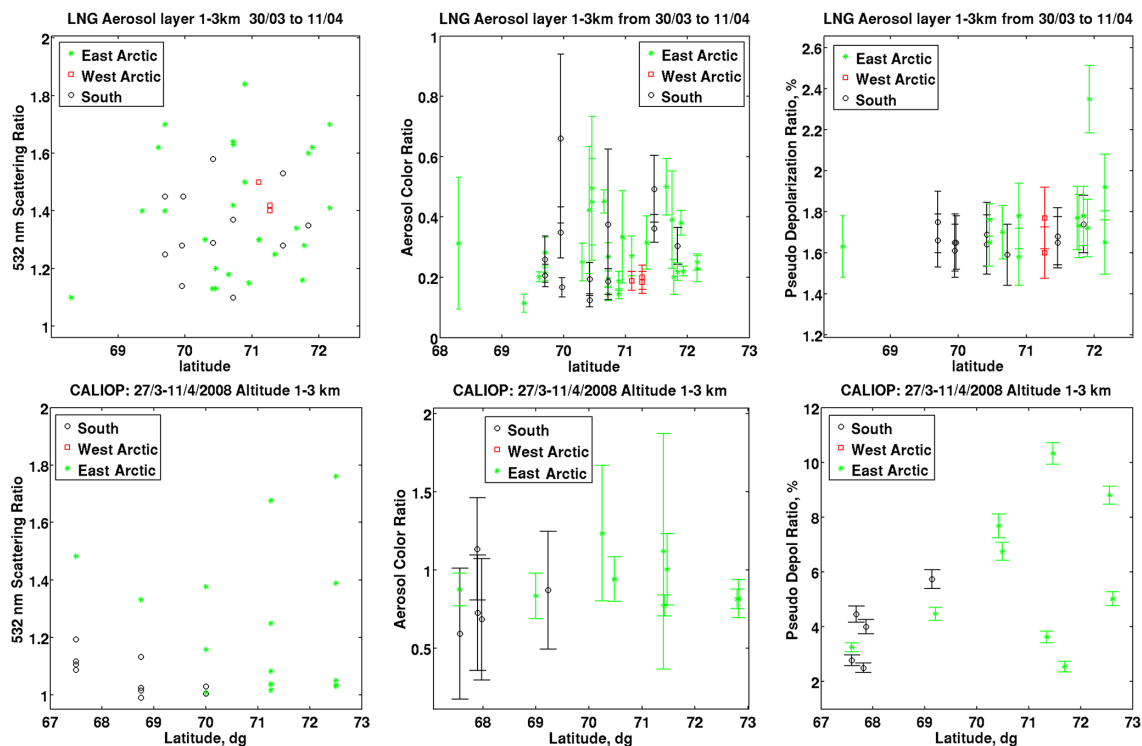 LNG Aerosol layer 1-3km 30/03 to 11/04
2
1.8
1.6
1.4
1.2
1
69
70
71
72
532 nm Scattering Ratio
latitude
East Arctic
West Arctic
South
LNG Aerosol layer 1-3km from 30/03 to 11/04
1
0.8
0.6
0.4
0.2
0
68
69
70
71
72
73
Aerosol Color Ratio
latitude
East Arctic
West Arctic
South
LNG Aerosol layer 1-3km from 30/03 to 11/04
2.6
2.4
2.2
2
1.8
1.6
1.4
1.2
69
70
71
72
Pseudo Depolarization Ratio, %
latitude
East Arctic
West Arctic
South
CALIOP: 27/3-11/4/2008 Altitude 1-3 km
2
1.8
1.6
1.4
1.2
1
67
68
69
70
71
72
73
532 nm Scattering Ratio
Latitude, dg
South
West Arctic
East Arctic
CALIOP: 27/3-11/4/2008 Altitude 1-3 km
2
1.5
1
0.5
68
69
70
71
72
73
Aerosol Color Ratio
Latitude, dg
South
West Arctic
East Arctic
CALIOP: 27/3-11/4/2008 Altitude 1-3 km
12
10
8
6
4
2
0
67
68
69
70
71
72
73
Pseudo Depol Ratio, %
Latitude, dg
South
West Arctic
East Arctic